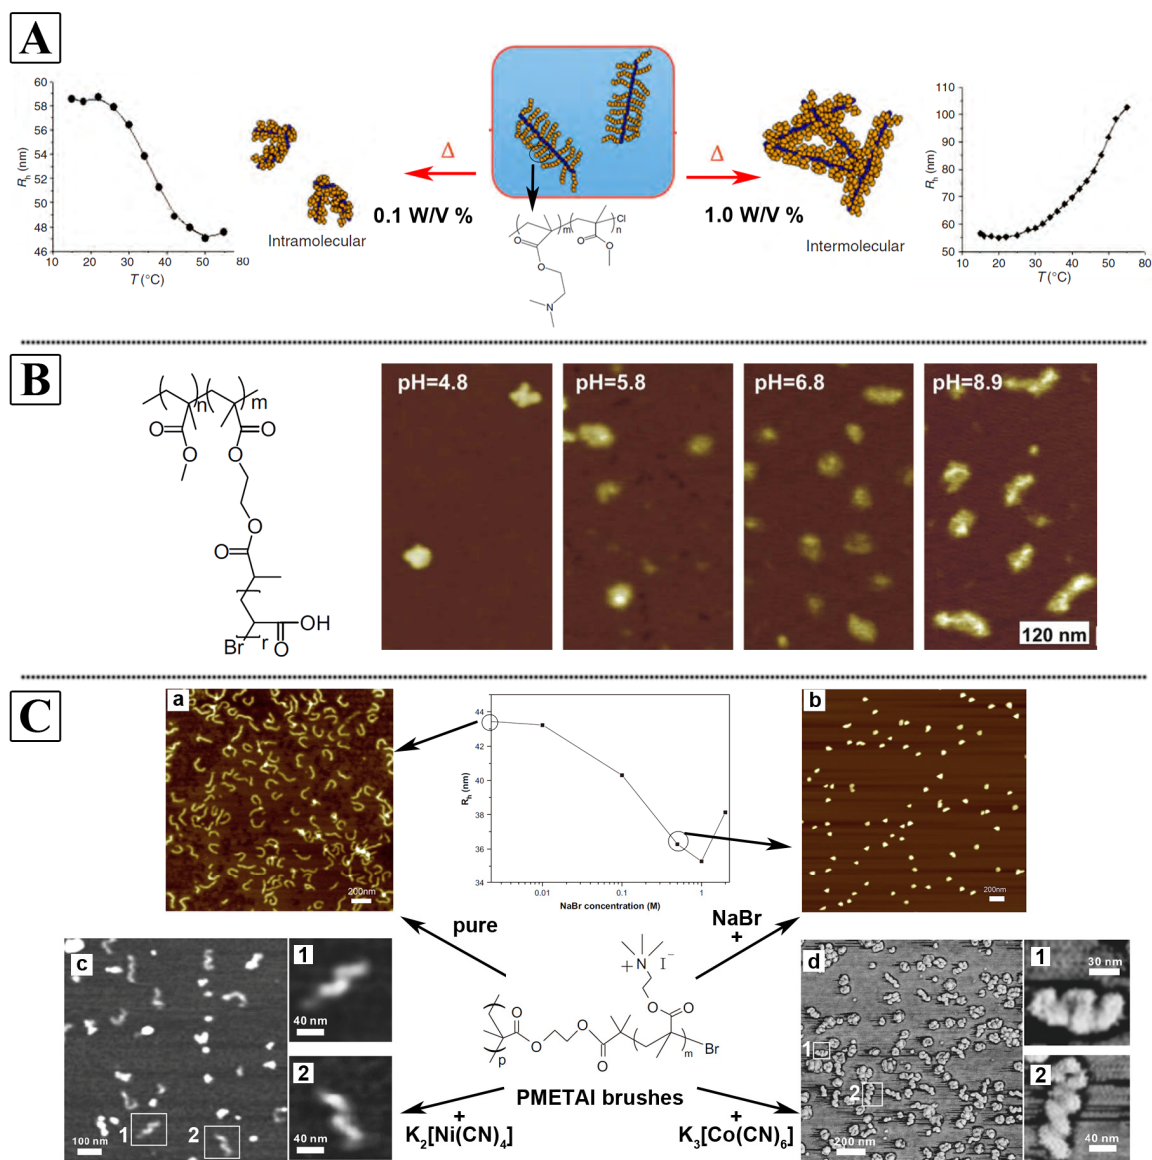 A
60
58
56
54
52
50
48
46
Rh (nm)
10 20 30 40 50 80
T (°C)
Δ
0.1 W/V %
Intramolecular
Δ
1.0 W/V %
Intermolecular
m
n
Cl
O
O
O
O
N
110
100
90
80
70
60
50
Rh (nm)
10 20 30 40 50 80
T (°C)
B
n
m
O
O
O
O
O
O
OH
O
Br
r
pH=4.8
pH=5.8
pH=6.8
pH=8.9
120 nm
C
a
200nm
44
42
40
38
36
34
Rh (nm)
0.01 0.1 1
NaBr concentration (M)
b
200nm
pure
NaBr
+
c
1
2
100 nm
1
40 nm
2
40 nm
N
+
I−
O
O
O
O
O
O
p
m
Br
PMETAI brushes
+
K2[Ni(CN)4]
+
K3[Co(CN)6]
d
1
2
200 nm
1
30 nm
2
40 nm